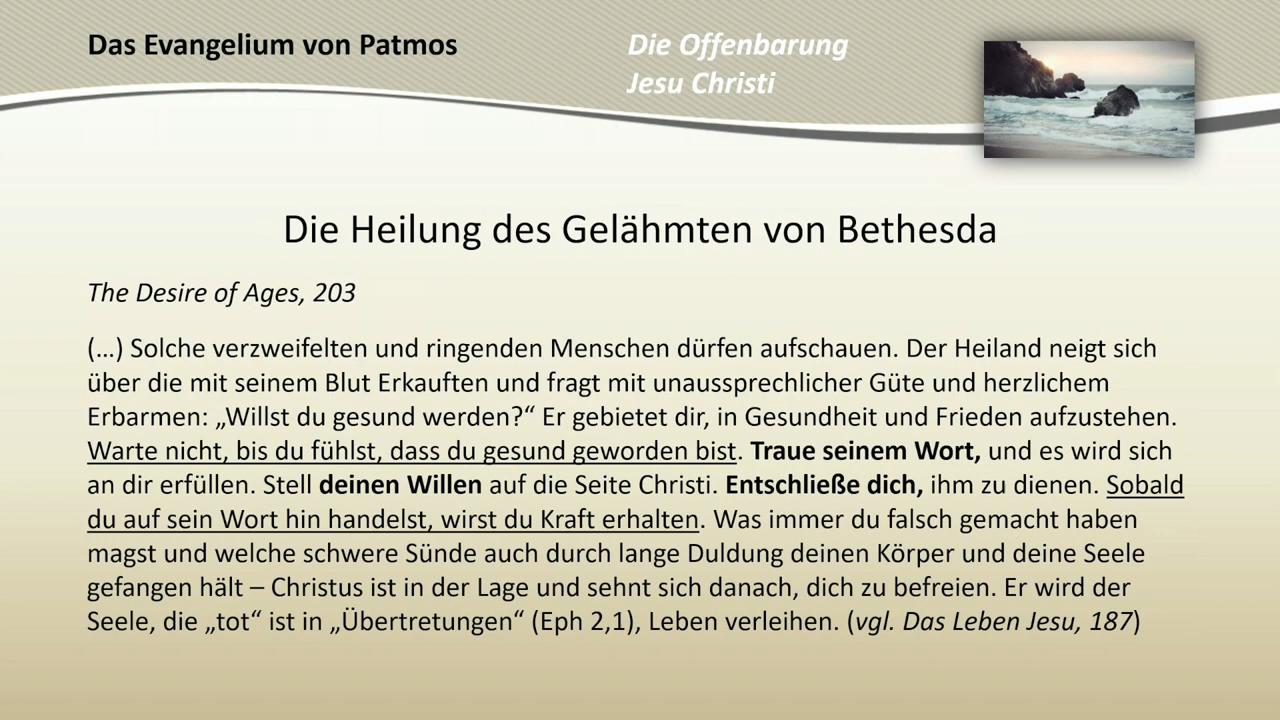 Das Evangelium von Patmos
Die Offenbarung
Jesu Christi
Die Heilung des Gelähmten von Bethesda
The Desire of Ages, 203
(...) Solche verzweifelten und ringenden Menschen dürfen aufschauen. Der Heiland neigt sich
über die mit seinem Blut Erkauften und fragt mit unaussprechlicher Güte und herzlichem
Erbarmen: „Willst du gesund werden?“ Er gebietet dir, in Gesundheit und Frieden aufzustehen.
Warte nicht, bis du fühlst, dass du gesund geworden bist. Traue seinem Wort, und es wird sich
an dir erfüllen. Stell deinen Willen auf die Seite Christi. Entschließe dich, ihm zu dienen. Sobald
du auf sein Wort hin handelst, wirst du Kraft erhalten. Was immer du falsch gemacht haben
magst und welche schwere Sünde auch durch lange Duldung deinen Körper und deine Seele
gefangen hält – Christus ist in der Lage und sehnt sich danach, dich zu befreien. Er wird der
Seele, die „tot“ ist in „Übertretungen“ (Eph 2,1), Leben verleihen. (vgl. Das Leben Jesu, 187)